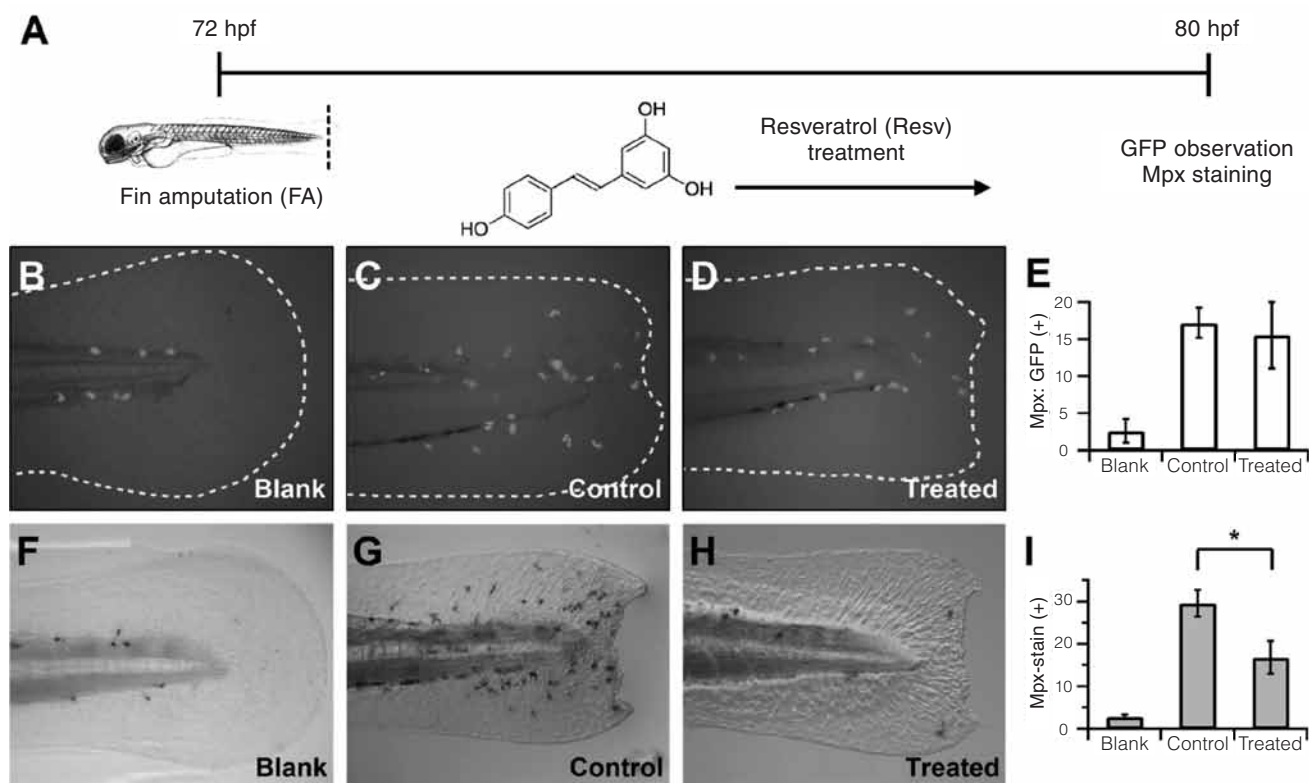 A
72 hpf
80 hpf
Fin amputation (FA)
OH
OH
HO
Resveratrol (Resv)
treatment
GFP observation
Mpx staining
B
Blank
C
Control
D
Treated
E
Mpx: GFP (+)
20
15
10
5
0
Blank
Control
Treated
F
Blank
G
Control
H
Treated
I
*
Mpx-stain (+)
30
20
10
0
Blank
Control
Treated